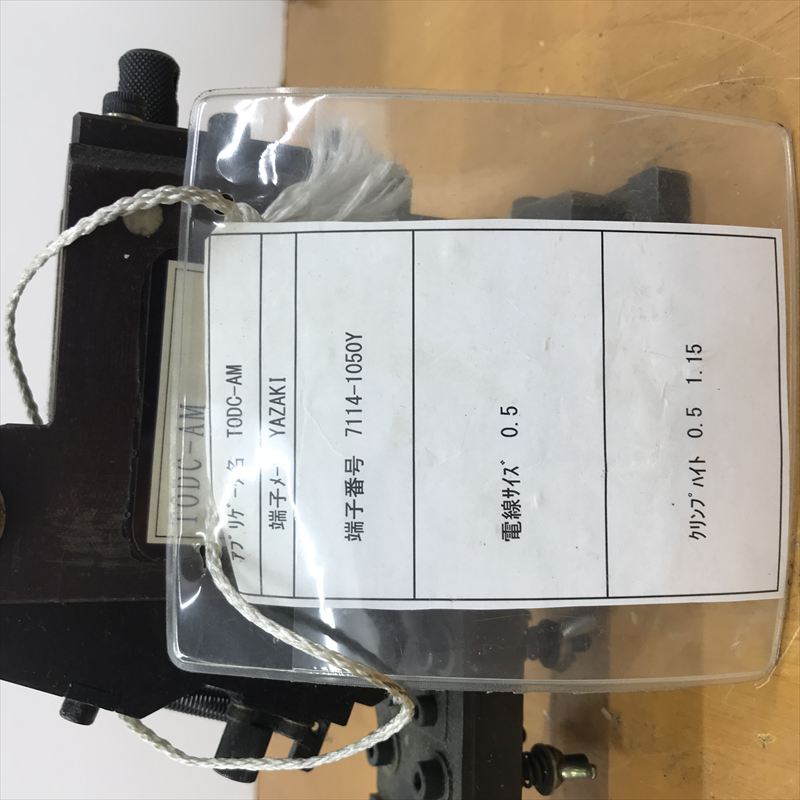 TODC-AM
ｱﾌﾟﾘｹﾞｰﾀ名 TODC-AM
端子ﾒｰ YAZAKI
端子番号 7114-1050Y
電線ｻｲｽﾞ 0.5
ｸﾘﾝﾌﾟﾊｲﾄ 0.5 1.15